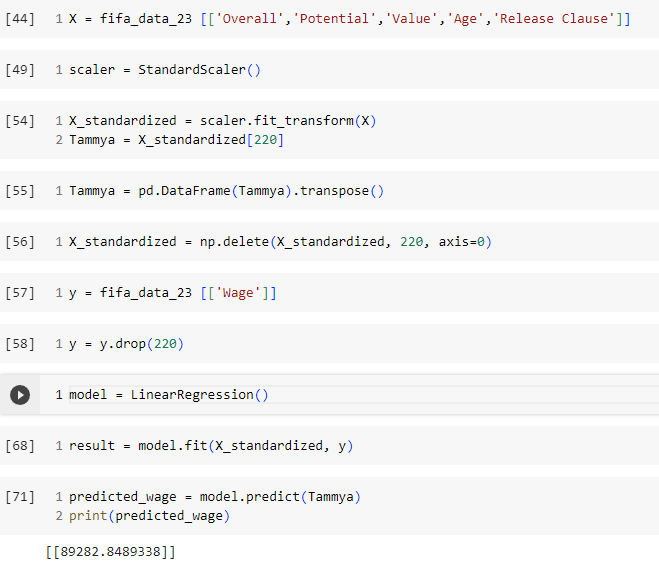 [44] 1 X = fifa_data_23 [['Overall','Potential','Value','Age','Release Clause']]
[49] 1 scaler = StandardScaler()
[54] 1 X_standardized = scaler.fit_transform(X)
2 Tammya = X_standardized[220]
[55] 1 Tammya = pd.DataFrame(Tammya).transpose()
[56] 1 X_standardized = np.delete(X_standardized, 220, axis=0)
[57] 1 y = fifa_data_23 [['Wage']]
[58] 1 y = y.drop(220)
1 model = LinearRegression()
[68] 1 result = model.fit(X_standardized, y)
[71] 1 predicted_wage = model.predict(Tammya)
2 print(predicted_wage)
[[89282.8489338]]